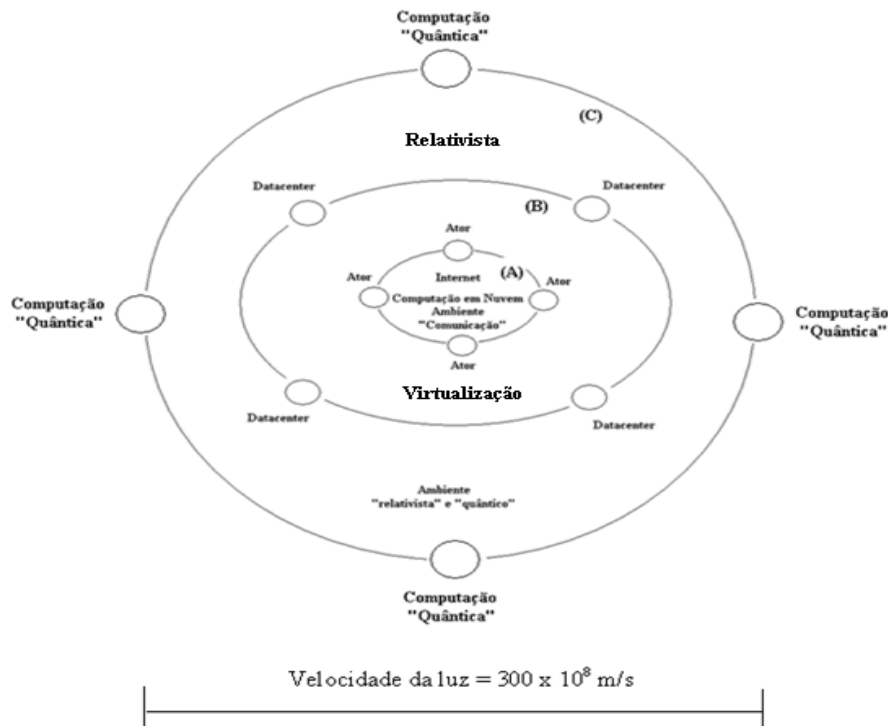 Computação
"Quântica"
(C)
Relativista
Datacenter
Datacenter
(B)
Ator
Ator
Internet
(A)
Ator
Computação em Nuvem
Ambiente
"Comunicação"
Ator
Computação
"Quântica"
Computação
"Quântica"
Virtualização
Datacenter
Datacenter
Ambiente
"relativista" e "quântico"
Computação
"Quântica"
Velocidade da luz = 300 x 10⁸ m/s